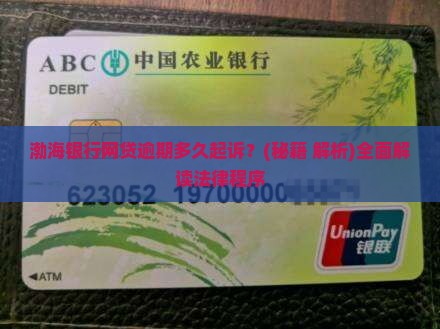 ABC 中国农业银行
DEBIT
渤海银行网贷逾期多久起诉？(秘籍 解析)全面解
读法律程序
623052 19700000
UnionPay
银联
◀ATM